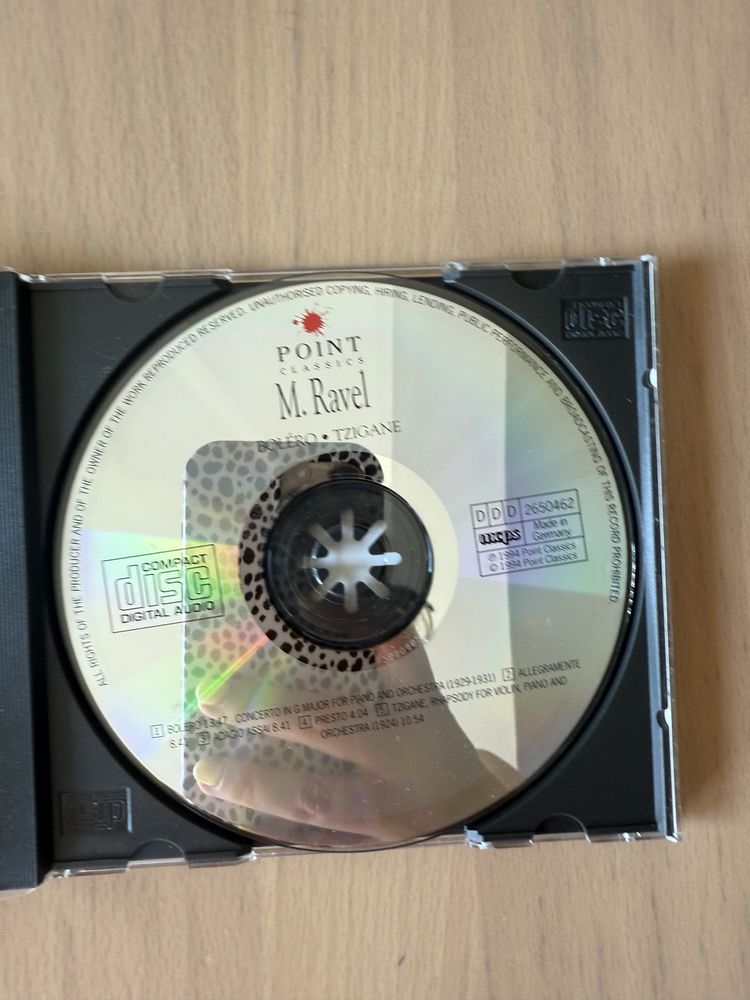 ALL RIGHTS OF THE PRODUCER AND OF THE OWNER OF THE WORK REPRODUCED RESERVED. UNAUTHORISED COPYING, HIRING, LENDING, PUBLIC PERFORMANCE AND BROADCASTING OF THIS RECORD PROHIBITED.
POINT
CLASSICS
M. Ravel
BOLÉRO • TZIGANE
COMPACT
disc
DIGITAL AUDIO
D D D 2650462
Made in
Germany
℗ 1994 Point Classics
© 1994 Point Classics
1 BOLÉRO 13.47 CONCERTO IN G MAJOR FOR PIANO AND ORCHESTRA (1929-1931) 2 ALLEGRAMENTE
8.41 3 ADAGIO ASSAI 8.41 4 PRESTO 4.04 5 TZIGANE, RHAPSODY FOR VIOLIN, PIANO AND
ORCHESTRA (1924) 10.54
COMPACT
disc